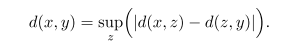 d(x, y) = sup_z (|d(x, z) − d(z, y)|).